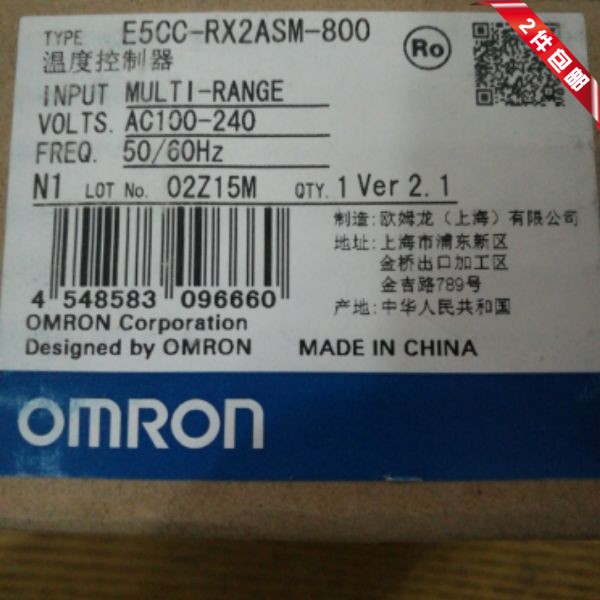 TYPE E5CC-RX2ASM-800
温度控制器
Ro
2件包邮
INPUT MULTI-RANGE
VOLTS. AC100-240
FREQ. 50/60Hz
N1 LOT No. 02Z15M QTY. 1 Ver 2.1
4 548583 096660
制造: 欧姆龙（上海）有限公司
地址: 上海市浦东新区
金桥出口加工区
金吉路789号
产地: 中华人民共和国
OMRON Corporation
Designed by OMRON MADE IN CHINA
OMRON